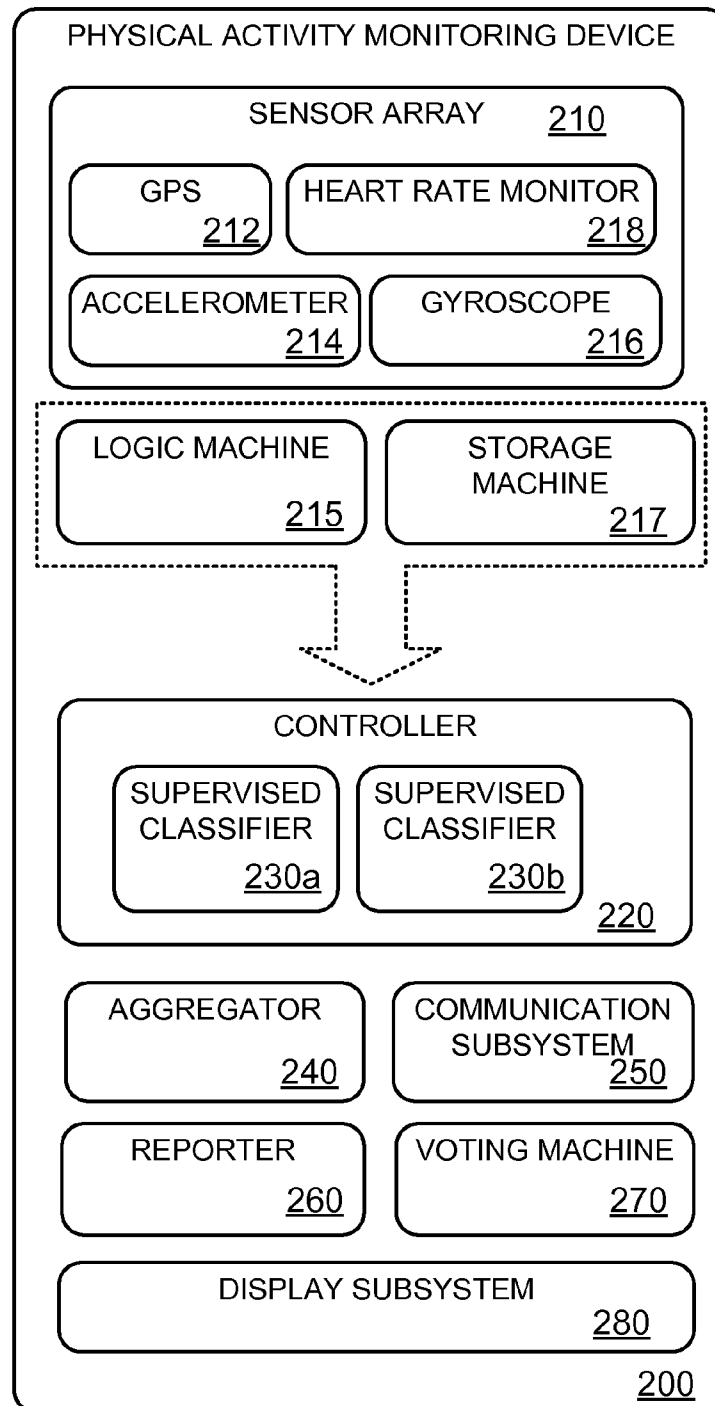 PHYSICAL ACTIVITY MONITORING DEVICE
SENSOR ARRAY 210
GPS
212
HEART RATE MONITOR
218
ACCELEROMETER
214
GYROSCOPE
216
LOGIC MACHINE
215
STORAGE
MACHINE
217
CONTROLLER
SUPERVISED
CLASSIFIER
230a
SUPERVISED
CLASSIFIER
230b
220
AGGREGATOR
240
COMMUNICATION
SUBSYSTEM
250
REPORTER
260
VOTING MACHINE
270
DISPLAY SUBSYSTEM
280
200